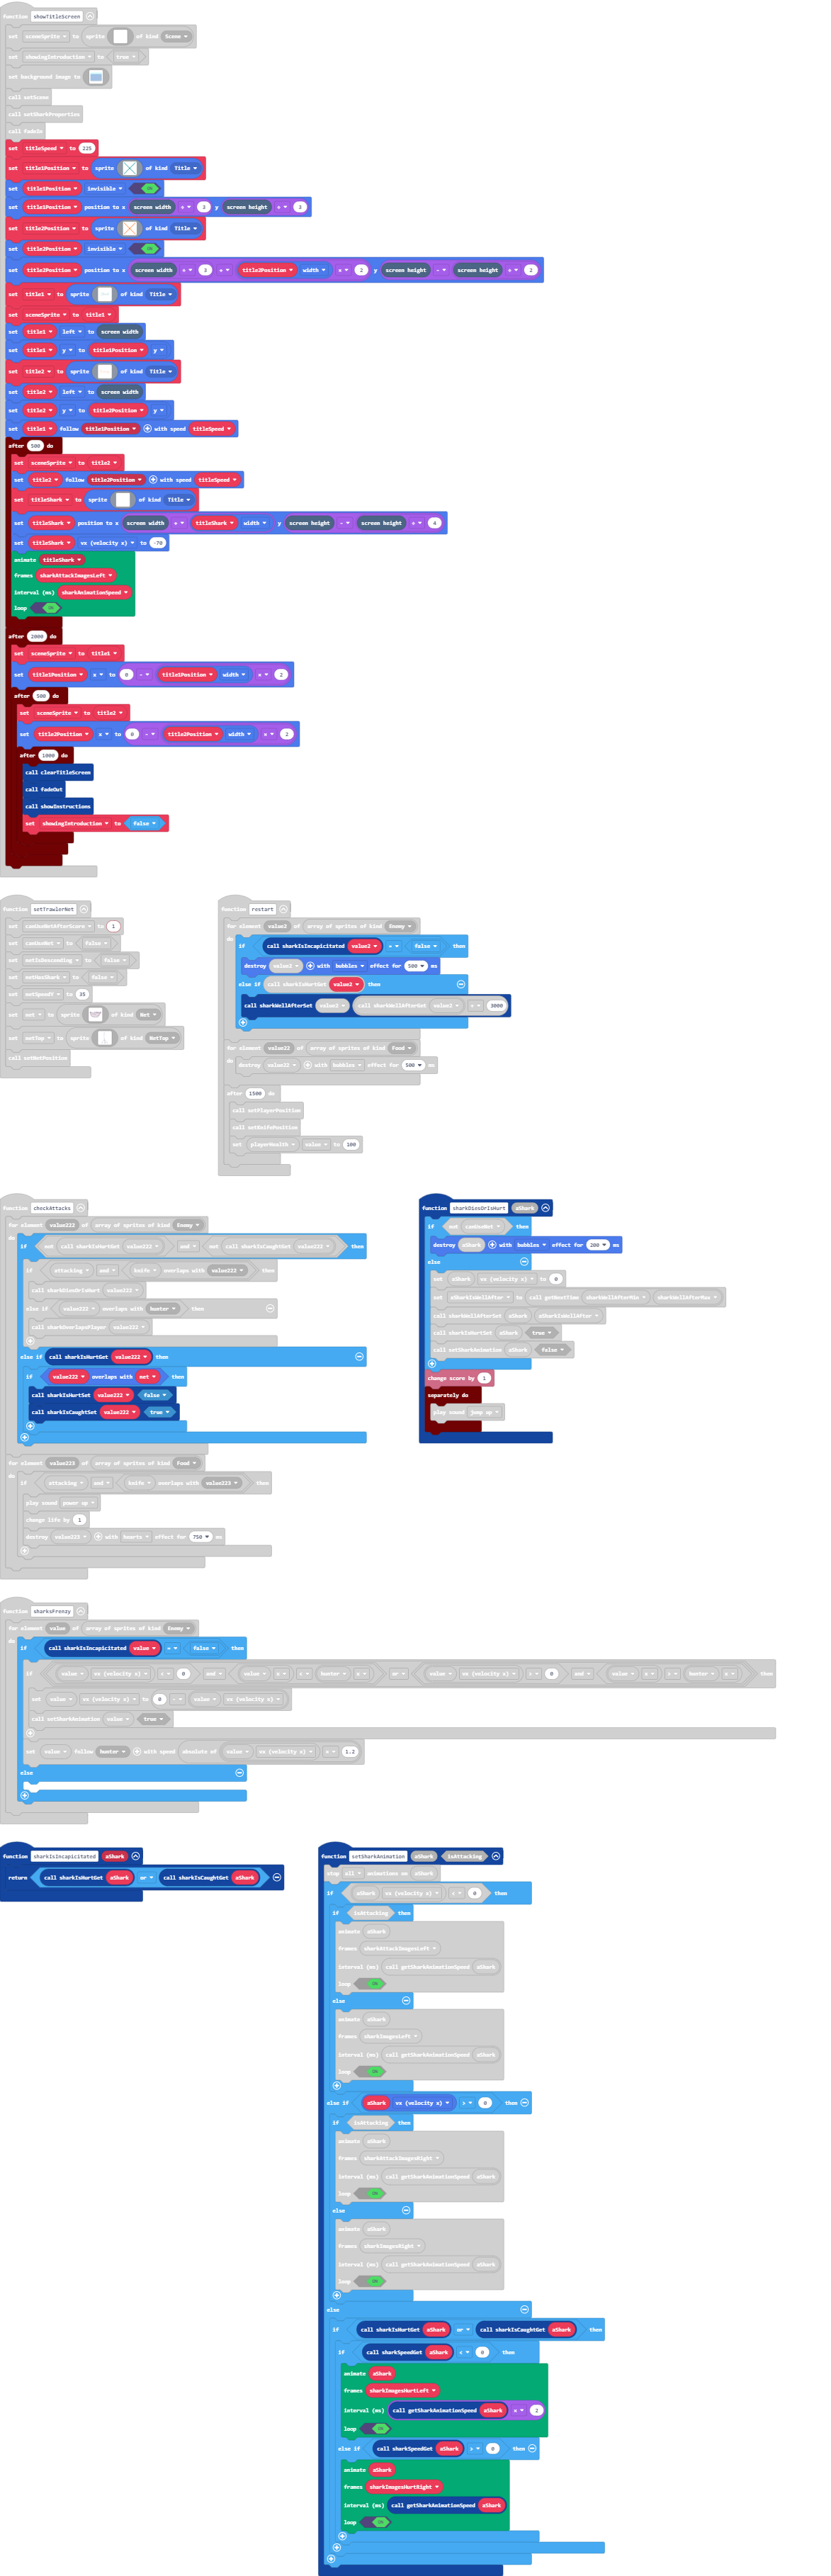 function showTitleScreen
set sceneSprite to sprite of kind Scene
set showingIntroduction to true
set background image to
call setScene
call setSharkProperties
call fadeIn
set titleSpeed to 225
set title1Position to sprite of kind Title
set title1Position invisible ON
set title1Position position to x screen width ÷ 3 y screen height ÷ 3
set title2Position to sprite of kind Title
set title2Position invisible ON
set title2Position position to x screen width ÷ 3 + title2Position width × 2 y screen height - screen height ÷ 2
set title1 to sprite of kind Title
set sceneSprite to title1
set title1 left to screen width
set title1 y to title1Position y
set title2 to sprite of kind Title
set title2 left to screen width
set title2 y to title2Position y
set title1 follow title1Position with speed titleSpeed
after 500 do
set sceneSprite to title2
set title2 follow title2Position with speed titleSpeed
set titleShark to sprite of kind Title
set titleShark position to x screen width + titleShark width y screen height - screen height ÷ 4
set titleShark vx (velocity x) to -70
animate titleShark
frames sharkAttackImagesLeft
interval (ms) sharkAnimationSpeed
loop ON
after 2000 do
set sceneSprite to title1
set title1Position x to 0 - title1Position width × 2
after 500 do
set sceneSprite to title2
set title2Position x to 0 - title2Position width × 2
after 1000 do
call clearTitleScreen
call fadeOut
call showInstructions
set showingIntroduction to false
function setTrawlerNet
set canUseNetAfterScore to 1
set canUseNet to false
set netIsDescending to false
set netHasShark to false
set netSpeedY to 35
set net to sprite of kind Net
set netTop to sprite of kind NetTop
call setNetPosition
function restart
for element value2 of array of sprites of kind Enemy
do
if call sharkIsIncapicitated value2 = false then
destroy value2 with bubbles effect for 500 ms
else if call sharkIsHurtGet value2 then
call sharkWellAfterSet value2 call sharkWellAfterGet value2 + 3000
for element value22 of array of sprites of kind Food
do
destroy value22 with bubbles effect for 500 ms
after 1500 do
call setPlayerPosition
call setKnifePosition
set playerHealth value to 100
function checkAttacks
for element value222 of array of sprites of kind Enemy
do
if not call sharkIsHurtGet value222 and not call sharkIsCaughtGet value222 then
if attacking and knife overlaps with value222 then
call sharkDiesOrIsHurt value222
else if value222 overlaps with hunter then
call sharkOverlapsPlayer value222
else if call sharkIsHurtGet value222 then
if value222 overlaps with net then
call sharkIsHurtSet value222 false
call sharkIsCaughtSet value222 true
for element value223 of array of sprites of kind Food
do
if attacking and knife overlaps with value223 then
play sound power up
change life by 1
destroy value223 with hearts effect for 750 ms
function sharkDiesOrIsHurt aShark
if not canUseNet then
destroy aShark with bubbles effect for 200 ms
else
set aShark vx (velocity x) to 0
set aSharkIsWellAfter to call getNextTime sharkWellAfterMin sharkWellAfterMax
call sharkWellAfterSet aShark aSharkIsWellAfter
call sharkIsHurtSet aShark true
call setSharkAnimation aShark false
change score by 1
separately do
play sound jump up
function sharksFrenzy
for element value of array of sprites of kind Enemy
do
if call sharkIsIncapicitated value = false then
if value vx (velocity x) < 0 and value x < hunter x or value vx (velocity x) > 0 and value x > hunter x then
set value vx (velocity x) to 0 - value vx (velocity x)
call setSharkAnimation value true
set value follow hunter with speed absolute of value vx (velocity x) × 1.2
else
function sharkIsIncapicitated aShark
return call sharkIsHurtGet aShark or call sharkIsCaughtGet aShark
function setSharkAnimation aShark isAttacking
stop all animations on aShark
if aShark vx (velocity x) < 0 then
if isAttacking then
animate aShark
frames sharkAttackImagesLeft
interval (ms) call getSharkAnimationSpeed aShark
loop ON
else
animate aShark
frames sharkImagesLeft
interval (ms) call getSharkAnimationSpeed aShark
loop ON
else if aShark vx (velocity x) > 0 then
if isAttacking then
animate aShark
frames sharkAttackImagesRight
interval (ms) call getSharkAnimationSpeed aShark
loop ON
else
animate aShark
frames sharkImagesRight
interval (ms) call getSharkAnimationSpeed aShark
loop ON
else
if call sharkIsHurtGet aShark or call sharkIsCaughtGet aShark then
if call sharkSpeedGet aShark < 0 then
animate aShark
frames sharkImagesHurtLeft
interval (ms) call getSharkAnimationSpeed aShark × 2
loop ON
else if call sharkSpeedGet aShark > 0 then
animate aShark
frames sharkImagesHurtRight
interval (ms) call getSharkAnimationSpeed aShark
loop ON